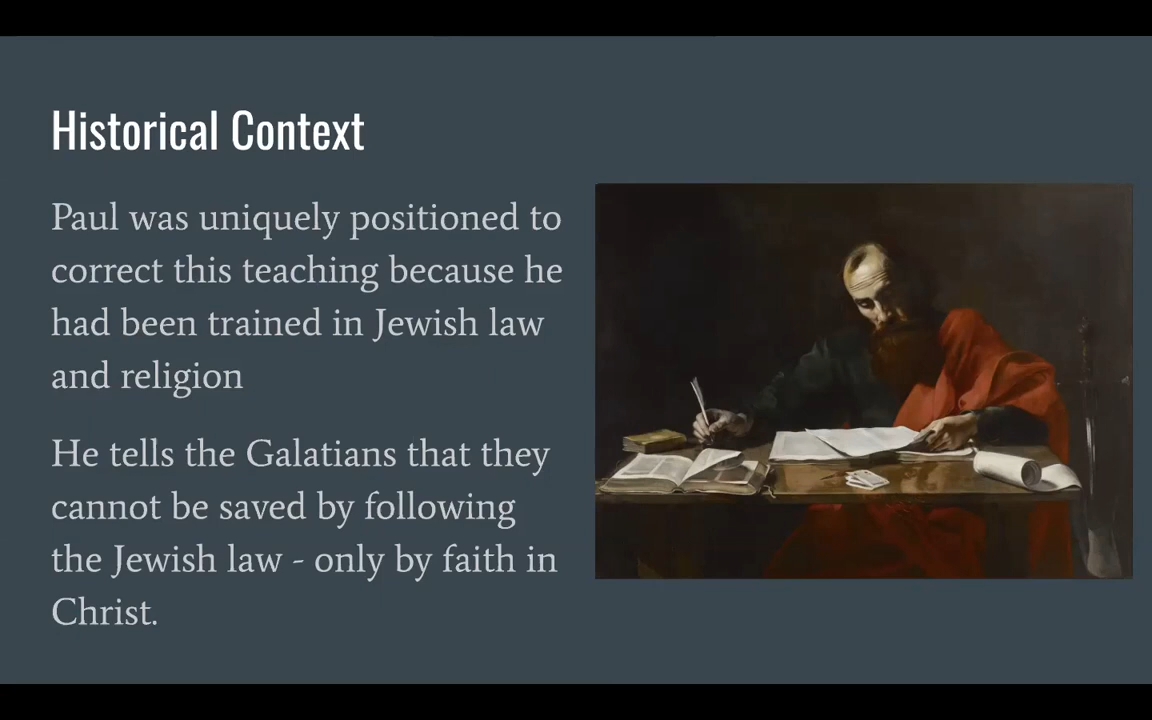 Historical Context
Paul was uniquely positioned to
correct this teaching because he
had been trained in Jewish law
and religion
He tells the Galatians that they
cannot be saved by following
the Jewish law - only by faith in
Christ.